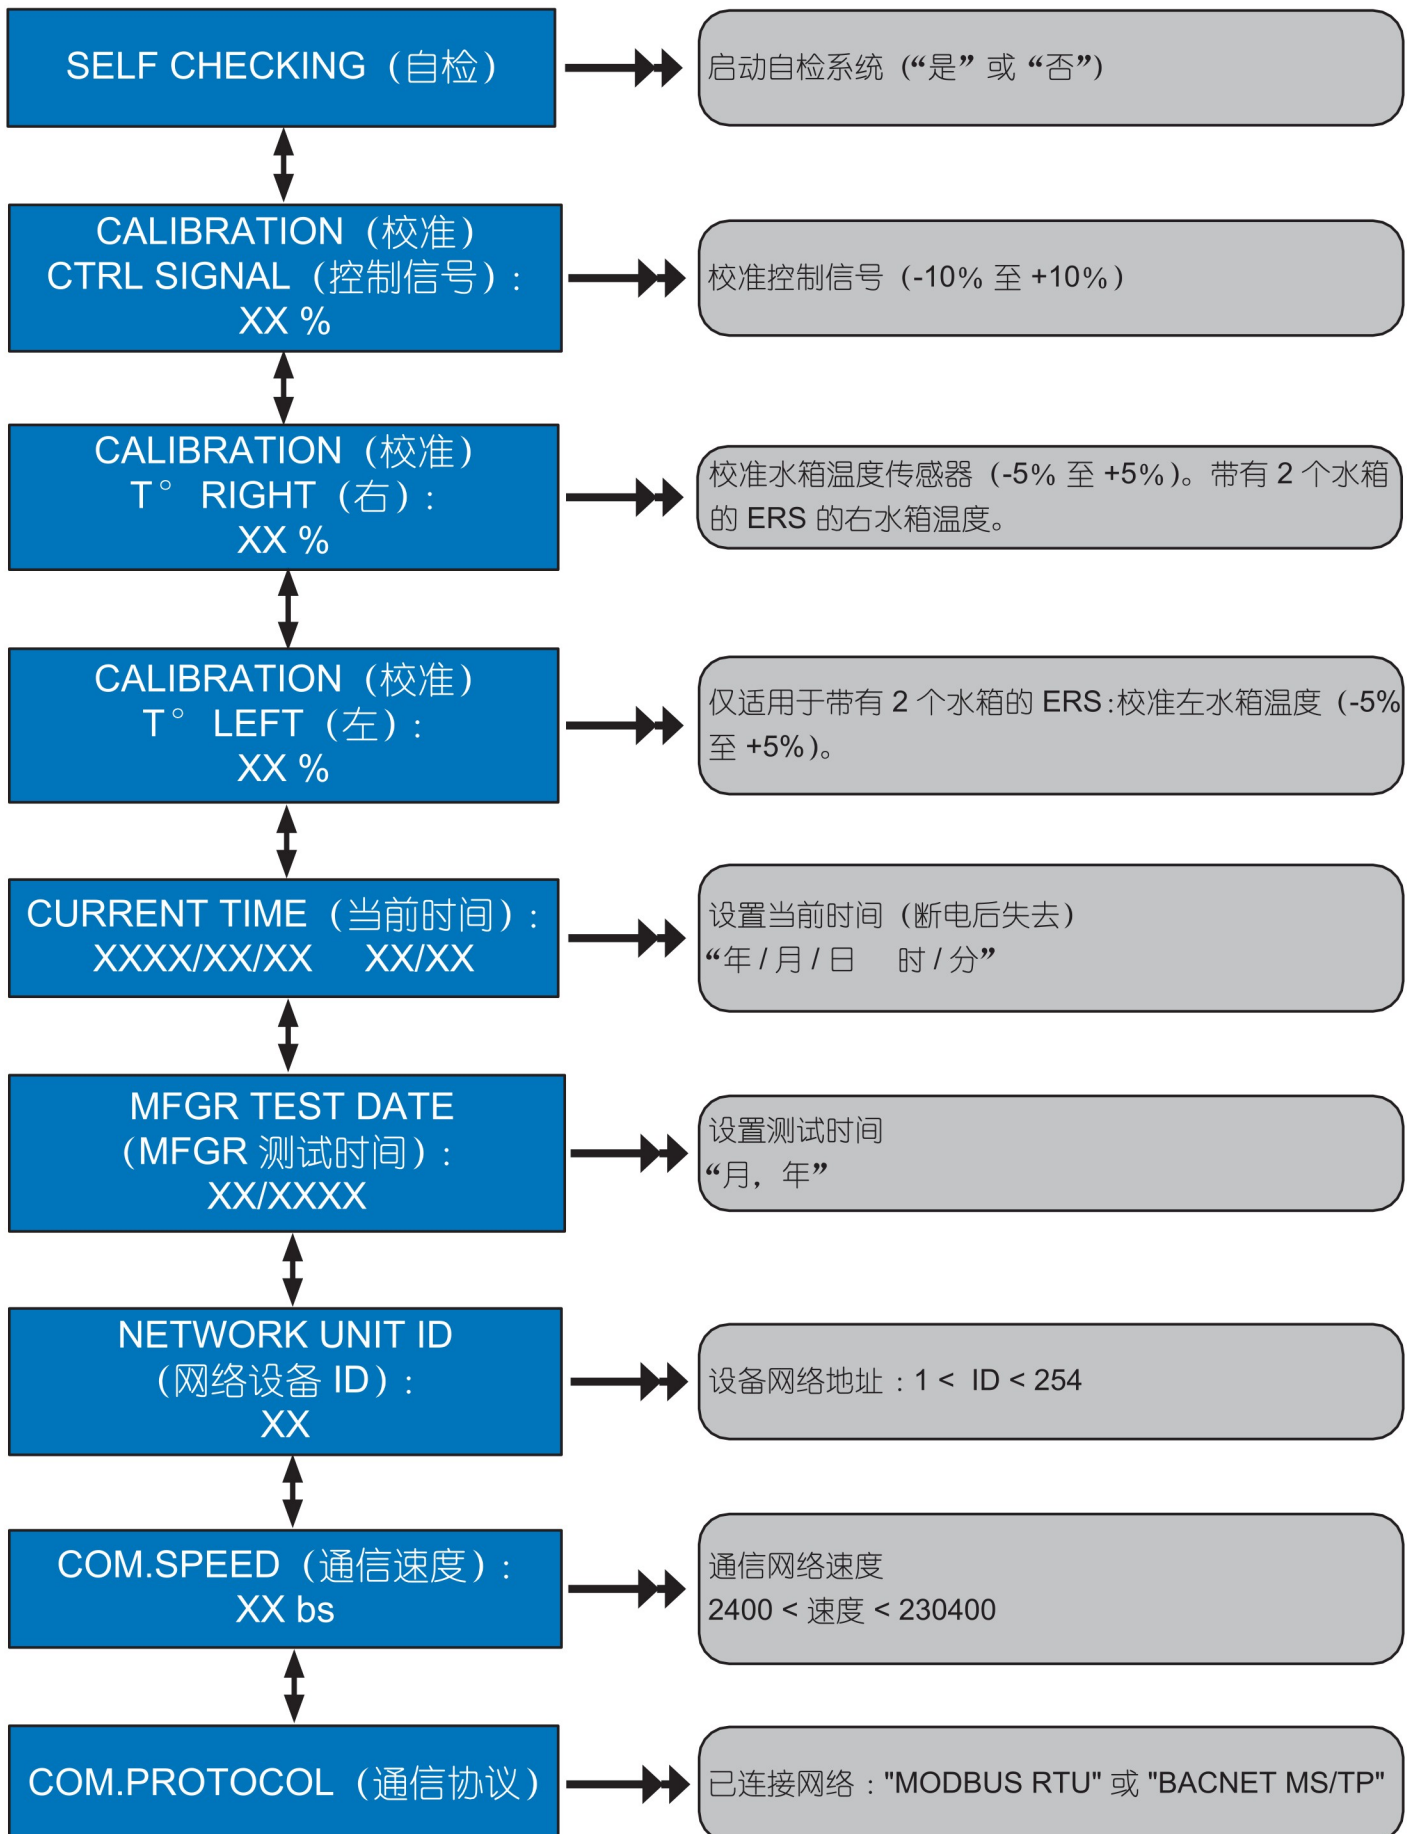 SELF CHECKING（自检）
启动自检系统（“是”或“否”）
CALIBRATION（校准）
CTRL SIGNAL（控制信号）:
XX %
校准控制信号（-10% 至 +10%）
CALIBRATION（校准）
T° RIGHT（右）:
XX %
校准水箱温度传感器（-5% 至 +5%）。带有 2 个水箱
的 ERS 的右水箱温度。
CALIBRATION（校准）
T° LEFT（左）:
XX %
仅适用于带有 2 个水箱的 ERS:校准左水箱温度（-5%
至 +5%）。
CURRENT TIME（当前时间）:
XXXX/XX/XX XX/XX
设置当前时间（断电后失去）
“年 / 月 / 日 时 / 分”
MFGR TEST DATE
（MFGR 测试时间）:
XX/XXXX
设置测试时间
“月，年”
NETWORK UNIT ID
（网络设备 ID）:
XX
设备网络地址 : 1 < ID < 254
COM.SPEED（通信速度）:
XX bs
通信网络速度
2400 < 速度 < 230400
COM.PROTOCOL（通信协议）
已连接网络 : "MODBUS RTU" 或 "BACNET MS/TP"